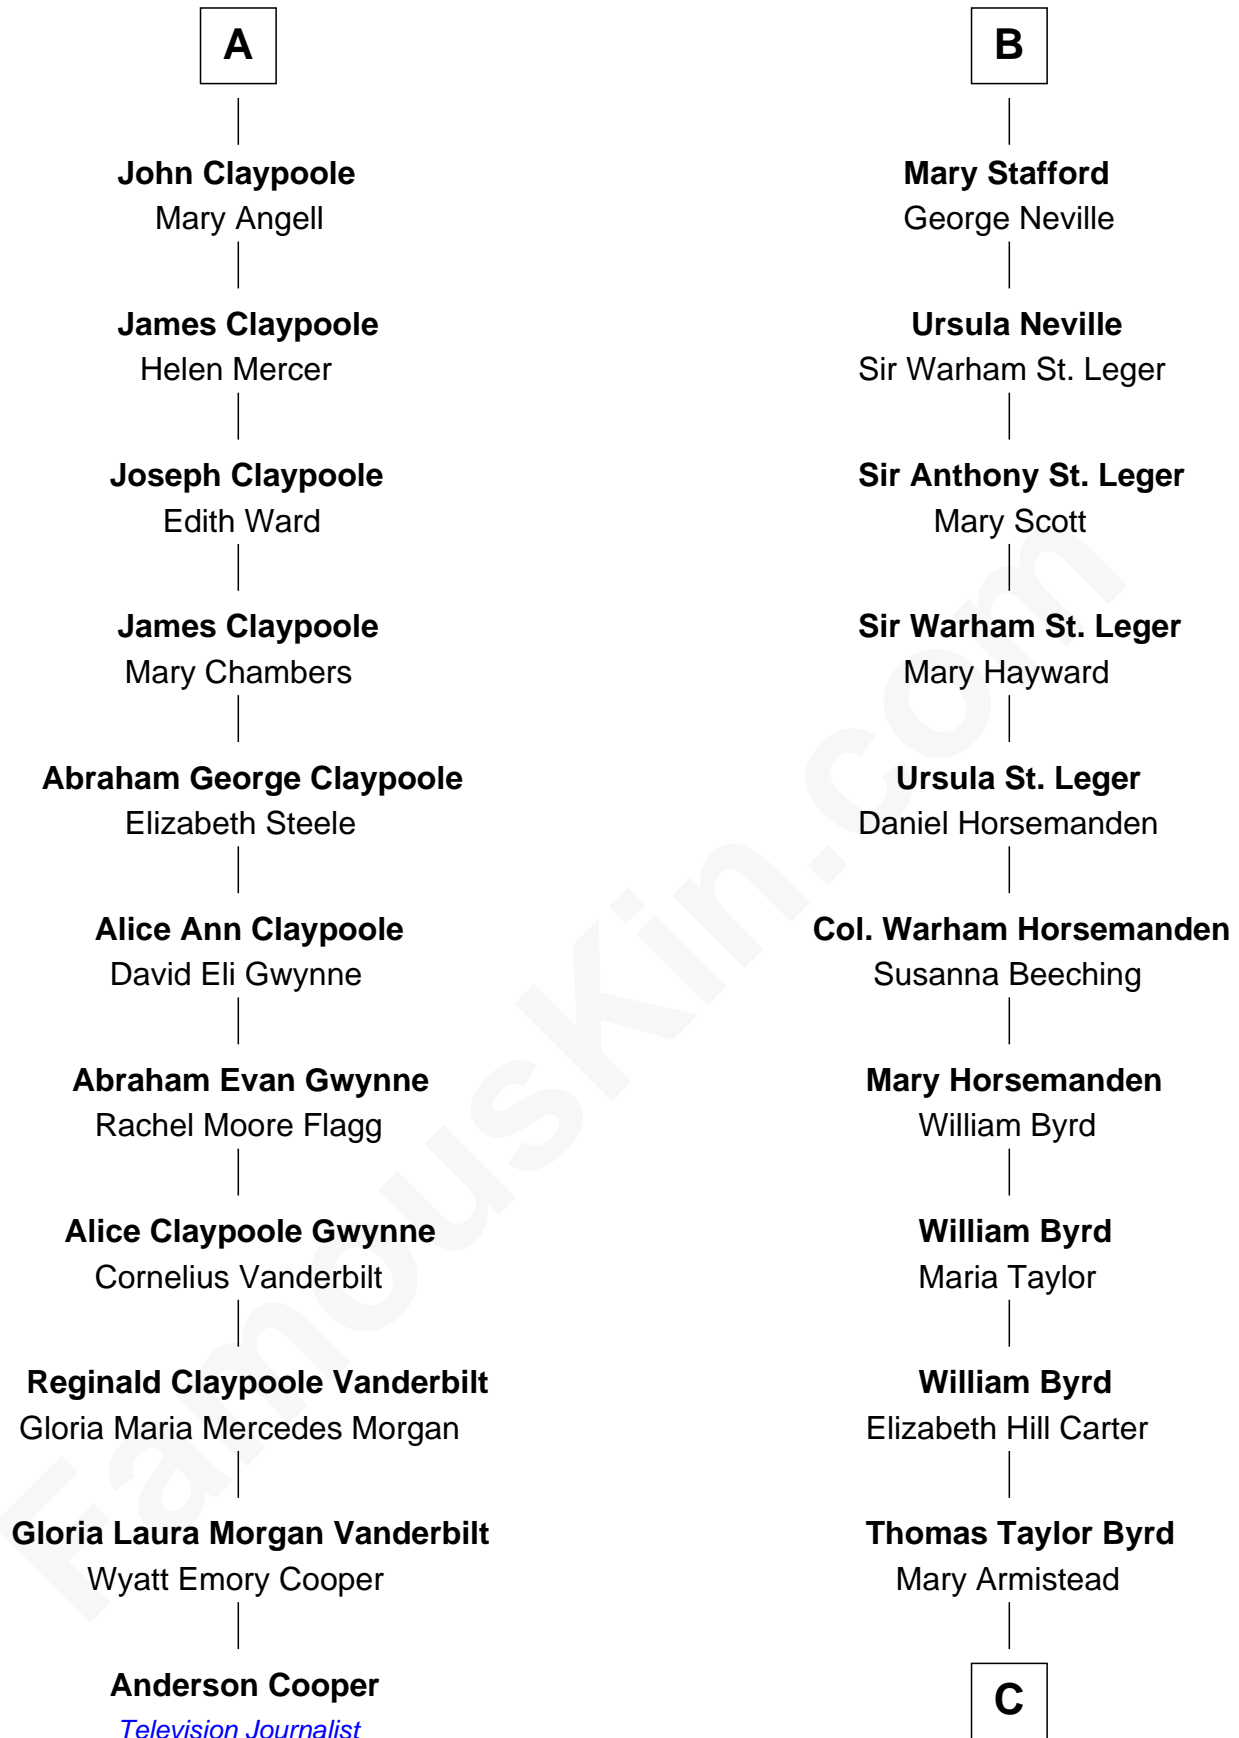 A
John Claypoole
Mary Angell
James Claypoole
Helen Mercer
Joseph Claypoole
Edith Ward
James Claypoole
Mary Chambers
Abraham George Claypoole
Elizabeth Steele
Alice Ann Claypoole
David Eli Gwynne
Abraham Evan Gwynne
Rachel Moore Flagg
Alice Claypoole Gwynne
Cornelius Vanderbilt
Reginald Claypoole Vanderbilt
Gloria Maria Mercedes Morgan
Gloria Laura Morgan Vanderbilt
Wyatt Emory Cooper
Anderson Cooper
Television Journalist
B
Mary Stafford
George Neville
Ursula Neville
Sir Warham St. Leger
Sir Anthony St. Leger
Mary Scott
Sir Warham St. Leger
Mary Hayward
Ursula St. Leger
Daniel Horsemanden
Col. Warham Horsemanden
Susanna Beeching
Mary Horsemanden
William Byrd
William Byrd
Maria Taylor
William Byrd
Elizabeth Hill Carter
Thomas Taylor Byrd
Mary Armistead
C
FamousKin.com